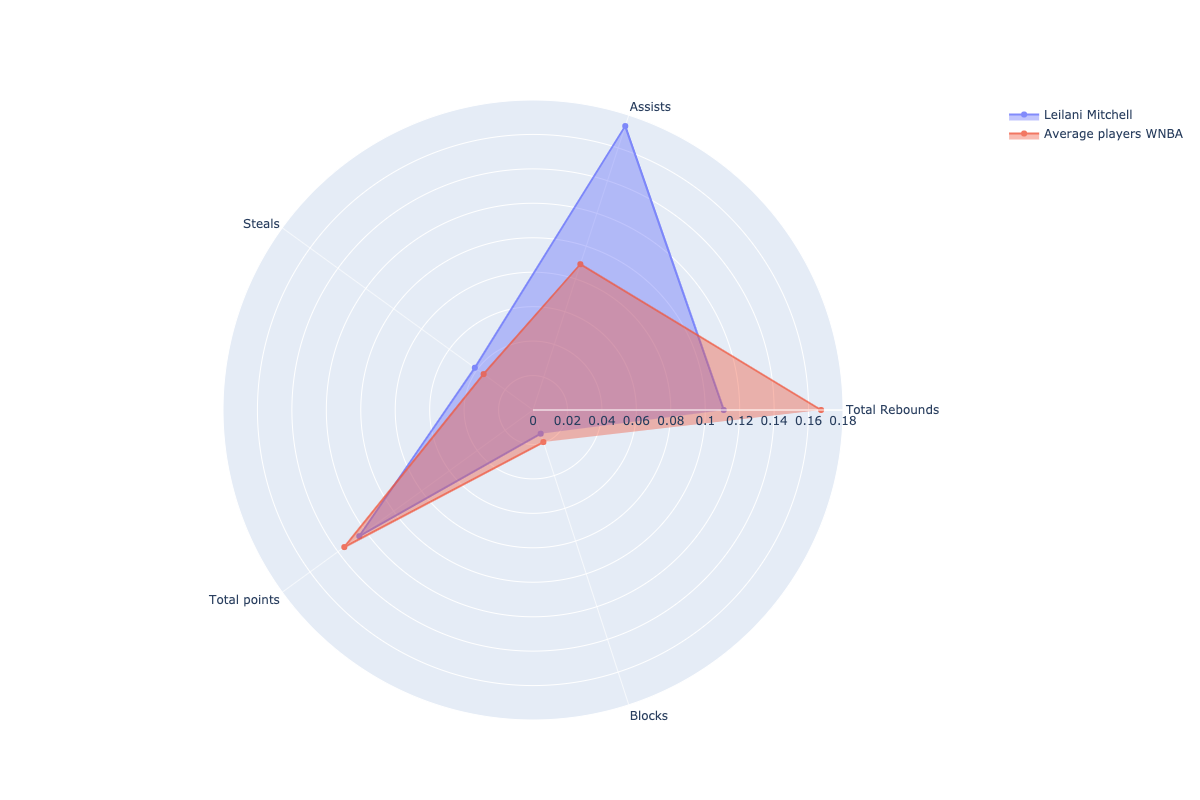 Assists
Leilani Mitchell
Average players WNBA
Steals
Total Rebounds
0 0.02 0.04 0.06 0.08 0.1 0.12 0.14 0.16 0.18
Total points
Blocks